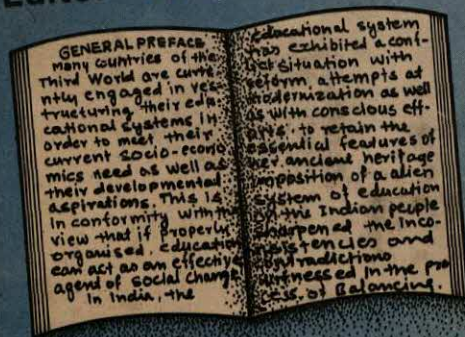 GENERAL PREFACE
Many countries of the
Third World are curre
ntly engaged in res
tructuring their edu
cational systems in
order to meet their
current socio-econo
mics need as well as
their developmental
aspirations. This is
in conformity with the
view that if properly
organised, education
can act as an effective
agend of social change
In India, the
educational system
has exhibited a conf-
situation with
reform, attempts at
modernization as well
as with conscious eff-
orts, to retain the
essential features of
her ancient heritage
imposition of a alien
system of education
on this Indian people
sharpened the inco-
nsistencies and
contradictions
witnessed in the pro
cess. of Balancing.